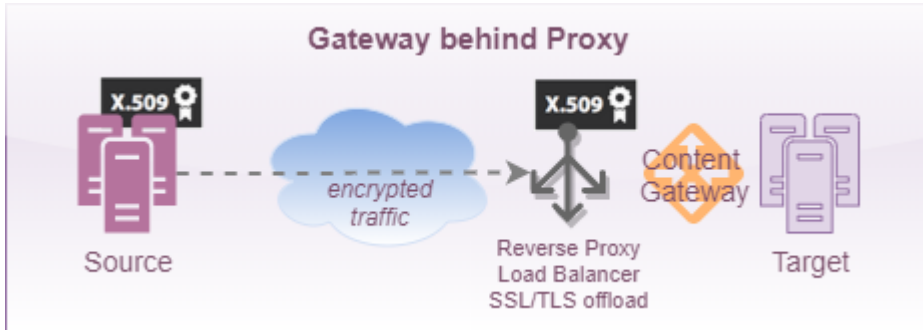 Gateway behind Proxy
X.509
X.509
encrypted
traffic
Content
Gateway
Source
Reverse Proxy
Load Balancer
SSL/TLS offload
Target